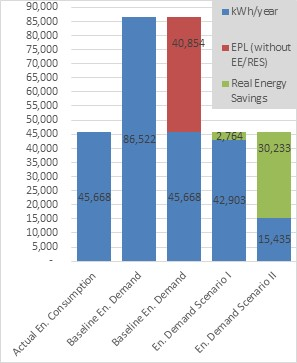 90,000
85,000
80,000
75,000
70,000
65,000
60,000
55,000
50,000
45,000
40,000
35,000
30,000
25,000
20,000
15,000
10,000
5,000
-
kWh/year
EPL (without
EE/RES)
Real Energy
Savings
40,854
86,522
2,764
30,233
45,668
45,668
42,903
15,435
Actual En. Consumption
Baseline En. Demand
Baseline En. Demand
En. Demand Scenario I
En. Demand Scenario II